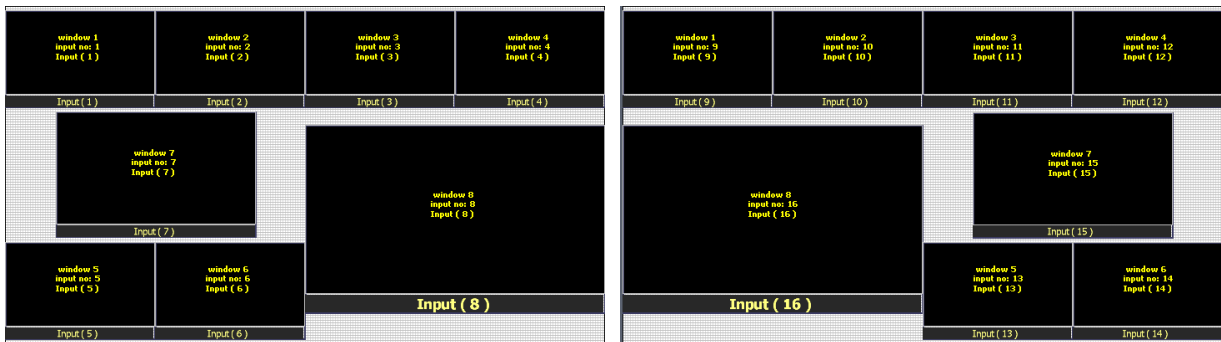 window 1
input no: 1
Input ( 1 )
Input ( 1 )
window 2
input no: 2
Input ( 2 )
Input ( 2 )
window 3
input no: 3
Input ( 3 )
Input ( 3 )
window 4
input no: 4
Input ( 4 )
Input ( 4 )
window 7
input no: 7
Input ( 7 )
Input ( 7 )
window 8
input no: 8
Input ( 8 )
Input ( 8 )
window 5
input no: 5
Input ( 5 )
Input ( 5 )
window 6
input no: 6
Input ( 6 )
Input ( 6 )
window 1
input no: 9
Input ( 9 )
Input ( 9 )
window 2
input no: 10
Input ( 10 )
Input ( 10 )
window 3
input no: 11
Input ( 11 )
Input ( 11 )
window 4
input no: 12
Input ( 12 )
Input ( 12 )
window 8
input no: 16
Input ( 16 )
Input ( 16 )
window 7
input no: 15
Input ( 15 )
Input ( 15 )
window 5
input no: 13
Input ( 13 )
Input ( 13 )
window 6
input no: 14
Input ( 14 )
Input ( 14 )